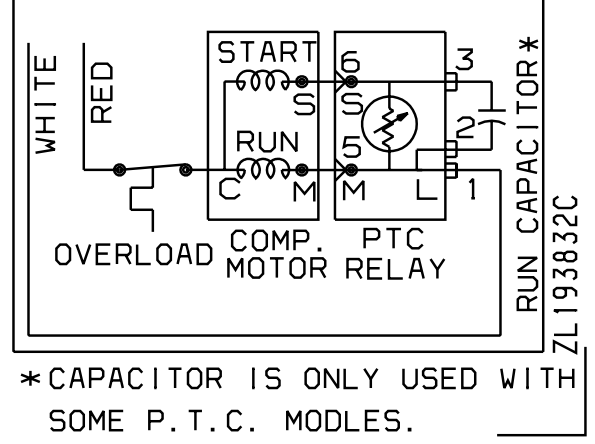 WHITE
RED
START
S
RUN
C
M
6
S
5
M
3
2
L
1
OVERLOAD
COMP.
MOTOR
PTC
RELAY
RUN CAPACITOR*
ZL193832C
*CAPACITOR IS ONLY USED WITH
SOME P.T.C. MODLES.